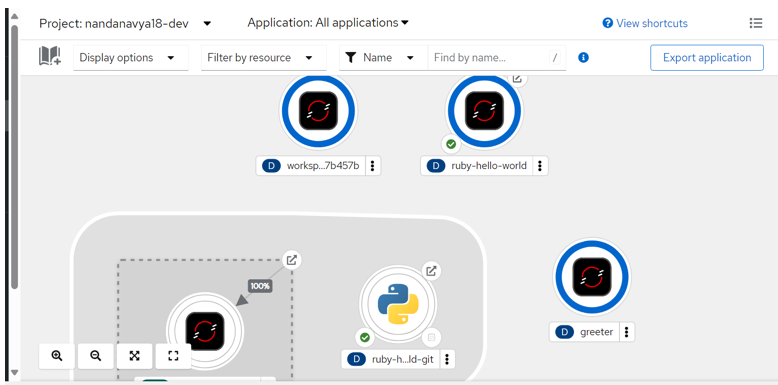 Project: nandanavya18-dev
Application: All applications
View shortcuts
Display options
Filter by resource
Name
Find by name...
/
Export application
D worksp...7b457b
D ruby-hello-world
100%
D greeter
D ruby-h...ld-git